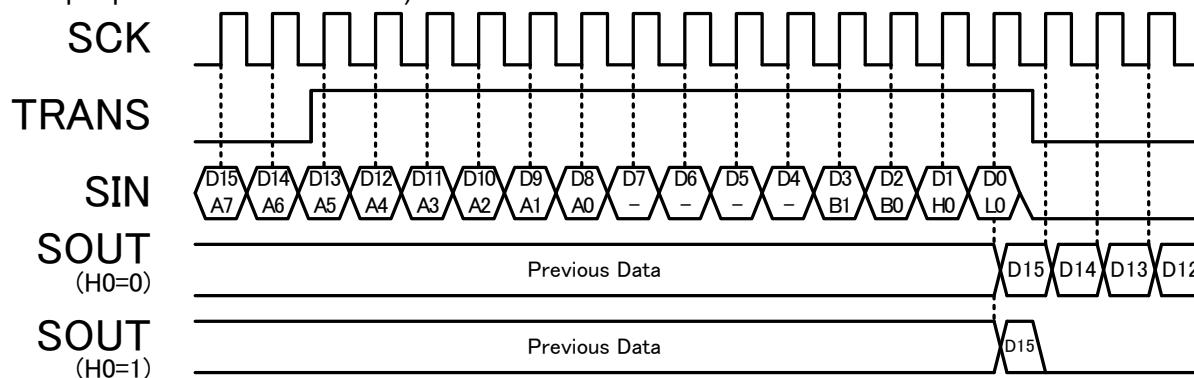 SCK
TRANS
SIN
D15 D14 D13 D12 D11 D10 D9 D8 D7 D6 D5 D4 D3 D2 D1 D0
A7 A6 A5 A4 A3 A2 A1 A0 - - - - B1 B0 H0 L0
SOUT
(H0=0)
Previous Data D15 D14 D13 D12
SOUT
(H0=1)
Previous Data D15